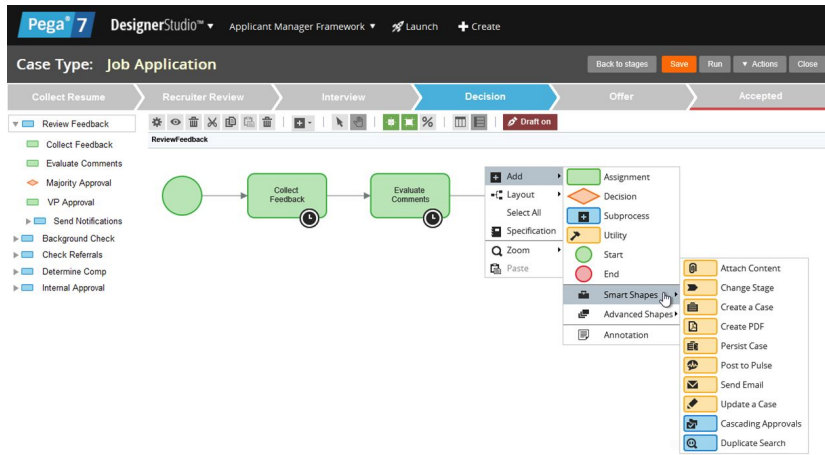 Pega® 7 DesignerStudio™ ▾ Applicant Manager Framework ▾ Launch Create
Case Type: Job Application
Back to stages Save Run ▾ Actions Close
Collect Resume Recruiter Review Interview Decision Offer Accepted
Review Feedback
Collect Feedback
Evaluate Comments
Majority Approval
VP Approval
Send Notifications
Background Check
Check Referrals
Determine Comp
Internal Approval
% Draft on
ReviewFeedback
Collect
Feedback
Evaluate
Comments
Add
Layout
Select All
Specification
Zoom
Paste
Assignment
Decision
Subprocess
Utility
Start
End
Smart Shapes
Advanced Shapes
Annotation
Attach Content
Change Stage
Create a Case
Create PDF
Persist Case
Post to Pulse
Send Email
Update a Case
Cascading Approvals
Duplicate Search